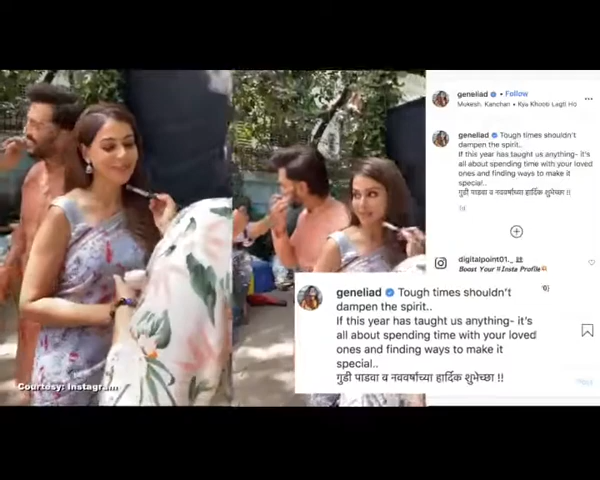 geneliad • Follow
Mukesh, Kanchan • Kya Khoob Lagti Ho
geneliad Tough times shouldn't
dampen the spirit..
If this year has taught us anything- it's
all about spending time with your loved
ones and finding ways to make it
special..
गुडी पाडवा व नववर्षाच्या हार्दिक शुभेच्छा !!
1d
digitalpoint01._
Boost Your Insta Profile
geneliad Tough times shouldn't
dampen the spirit..
If this year has taught us anything- it's
all about spending time with your loved
ones and finding ways to make it
special..
गुडी पाडवा व नववर्षाच्या हार्दिक शुभेच्छा !!
Courtesy: Instagram